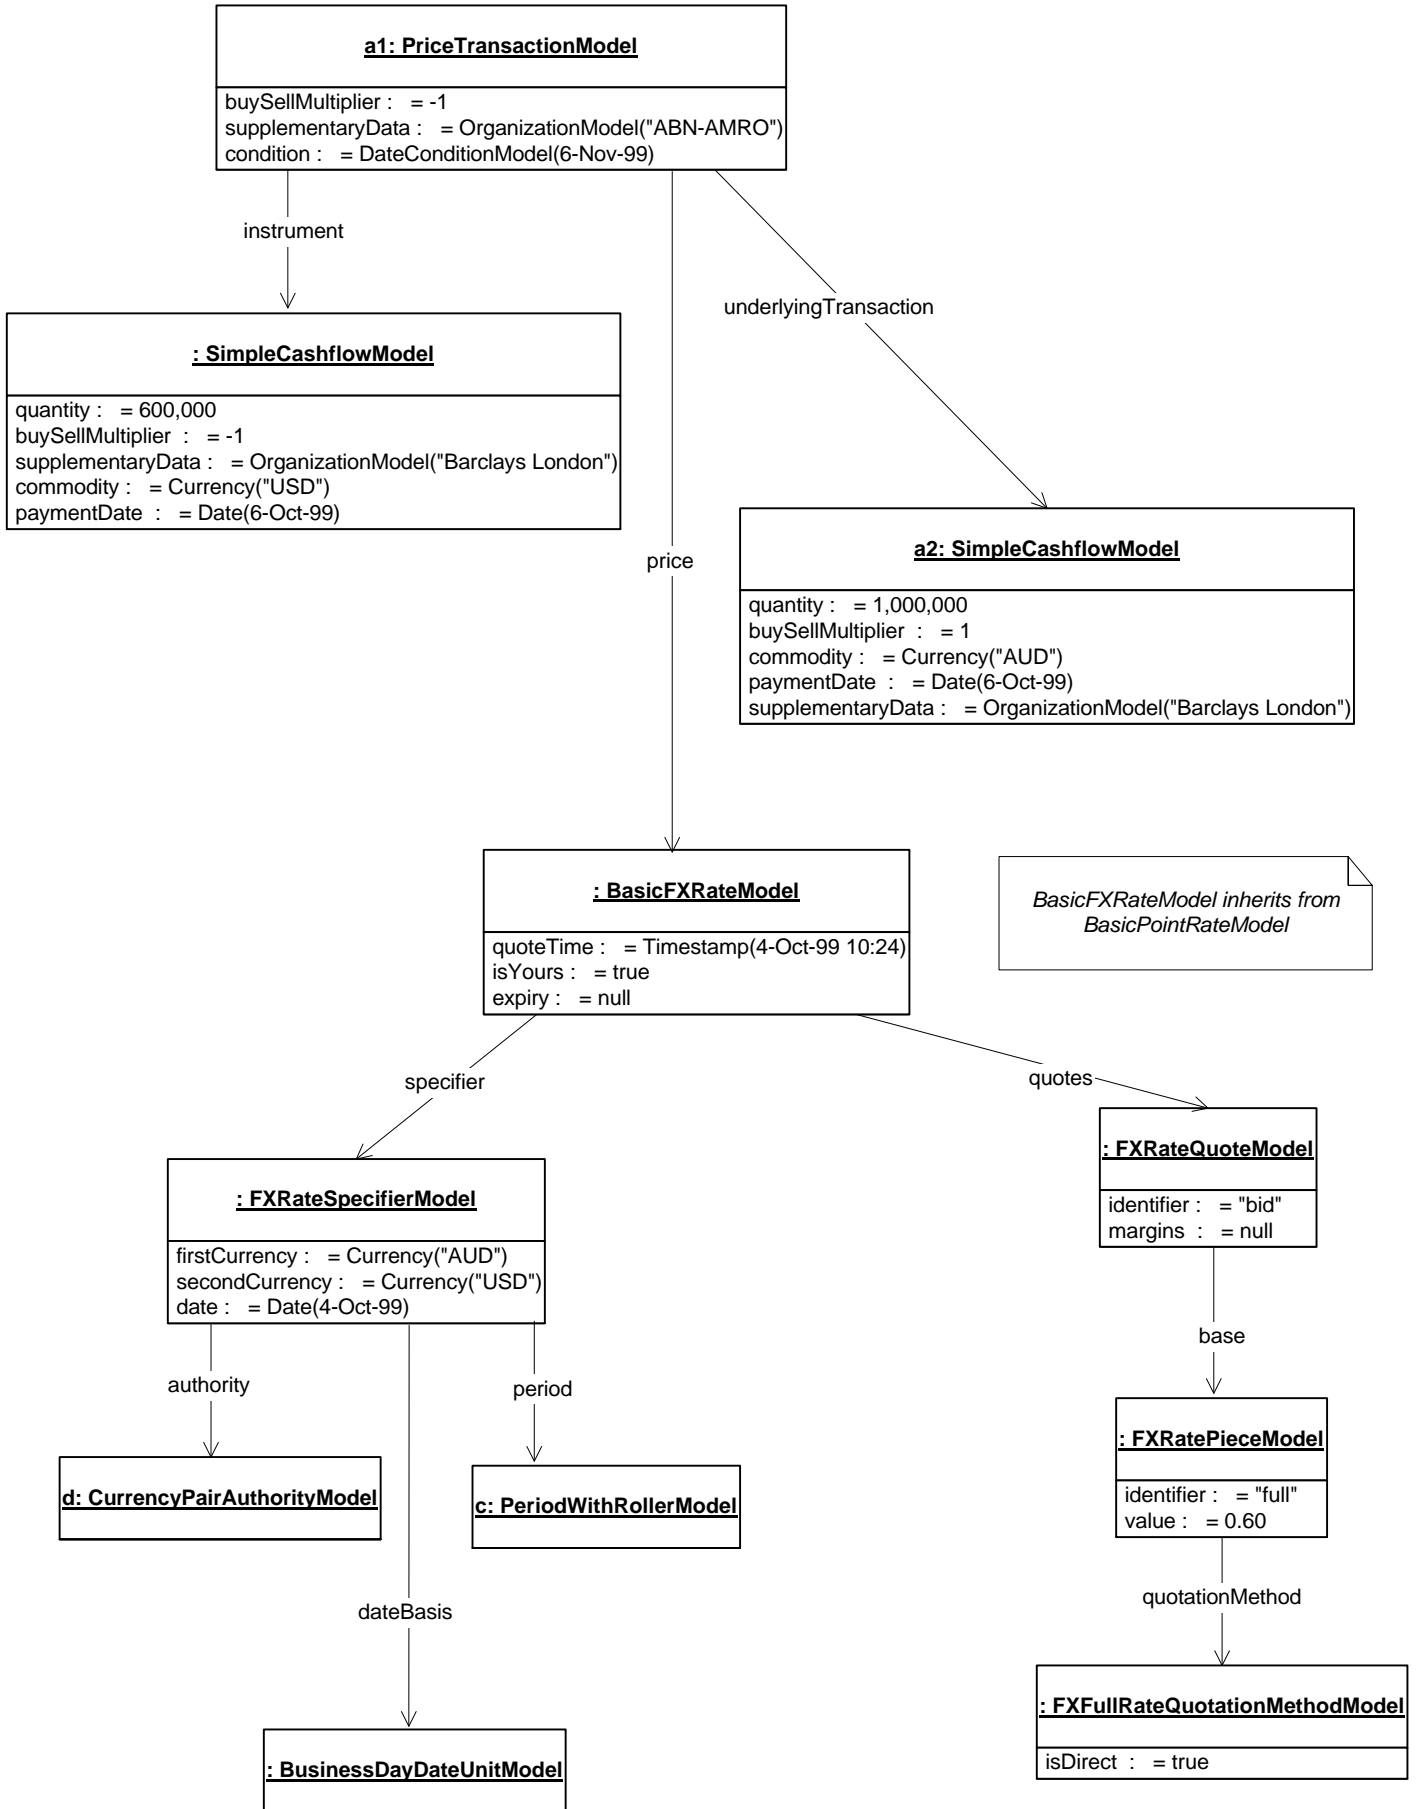 a1: PriceTransactionModel
buySellMultiplier :   = -1
supplementaryData :   = OrganizationModel("ABN-AMRO")
condition :   = DateConditionModel(6-Nov-99)
instrument
underlyingTransaction
: SimpleCashflowModel
quantity :   = 600,000
buySellMultiplier  :   = -1
supplementaryData :   = OrganizationModel("Barclays London")
commodity :   = Currency("USD")
paymentDate  :   = Date(6-Oct-99)
price
a2: SimpleCashflowModel
quantity :   = 1,000,000
buySellMultiplier  :   = 1
commodity :   = Currency("AUD")
paymentDate  :   = Date(6-Oct-99)
supplementaryData :   = OrganizationModel("Barclays London")
: BasicFXRateModel
quoteTime :   = Timestamp(4-Oct-99 10:24)
isYours :   = true
expiry :   = null
BasicFXRateModel inherits from
BasicPointRateModel
specifier
quotes
: FXRateSpecifierModel
firstCurrency :   = Currency("AUD")
secondCurrency :   = Currency("USD")
date :   = Date(4-Oct-99)
: FXRateQuoteModel
identifier :   = "bid"
margins  :   = null
authority
period
base
d: CurrencyPairAuthorityModel
c: PeriodWithRollerModel
: FXRatePieceModel
identifier :   = "full"
value :   = 0.60
dateBasis
quotationMethod
: BusinessDayDateUnitModel
: FXFullRateQuotationMethodModel
isDirect  :   = true